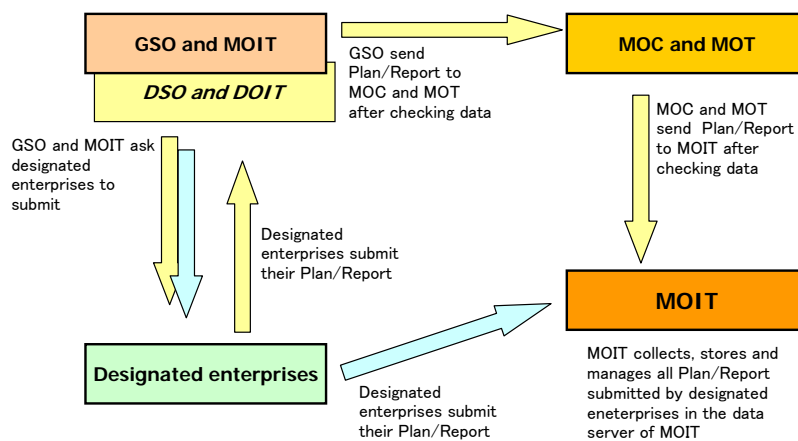 GSO and MOIT
DSO and DOIT
GSO send
Plan/Report to
MOC and MOT
after checking data
MOC and MOT
GSO and MOIT ask
designated
enterprises to
submit
MOC and MOT
send Plan/Report
to MOIT after
checking data
Designated
enterprises submit
their Plan/Report
MOIT
Designated enterprises
Designated
enterprises submit
their Plan/Report
MOIT collects, stores and
manages all Plan/Report
submitted by designated
eneterprises in the data
server of MOIT